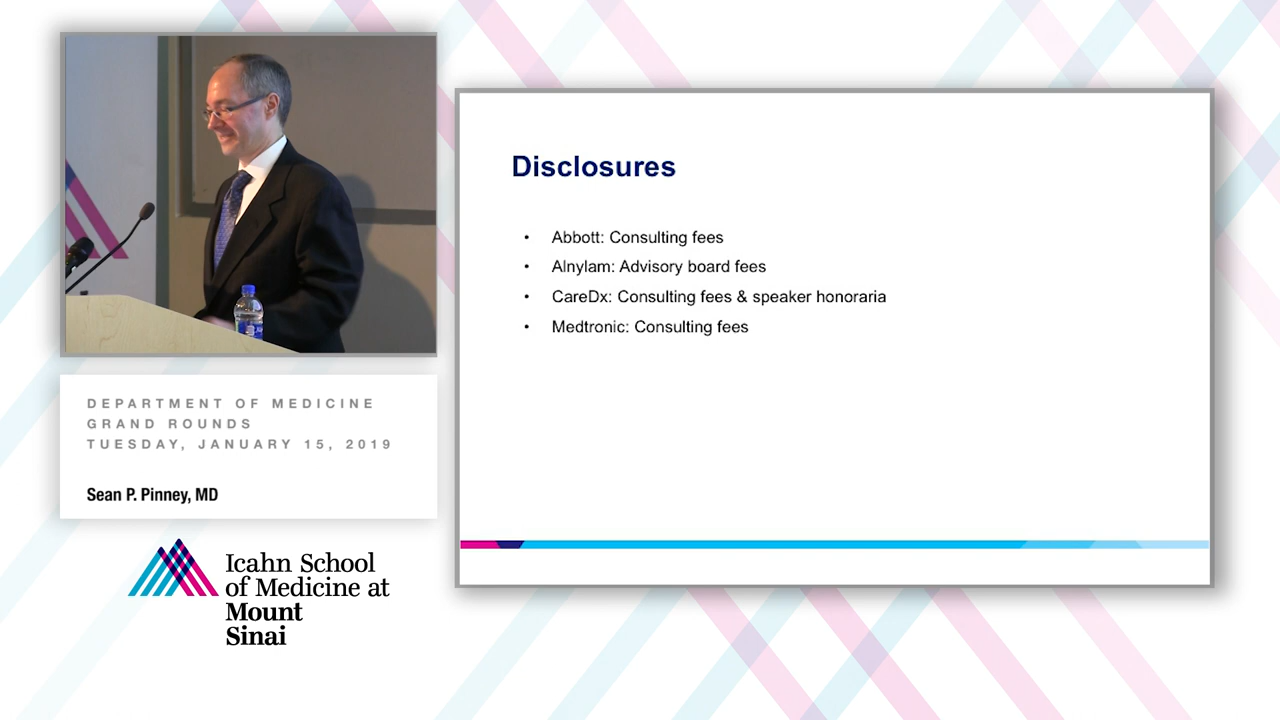 DEPARTMENT OF MEDICINE
GRAND ROUNDS
TUESDAY, JANUARY 15, 2019
Sean P. Pinney, MD
Icahn School
of Medicine at
Mount
Sinai
Disclosures
• Abbott: Consulting fees
• Alnylam: Advisory board fees
• CareDx: Consulting fees & speaker honoraria
• Medtronic: Consulting fees